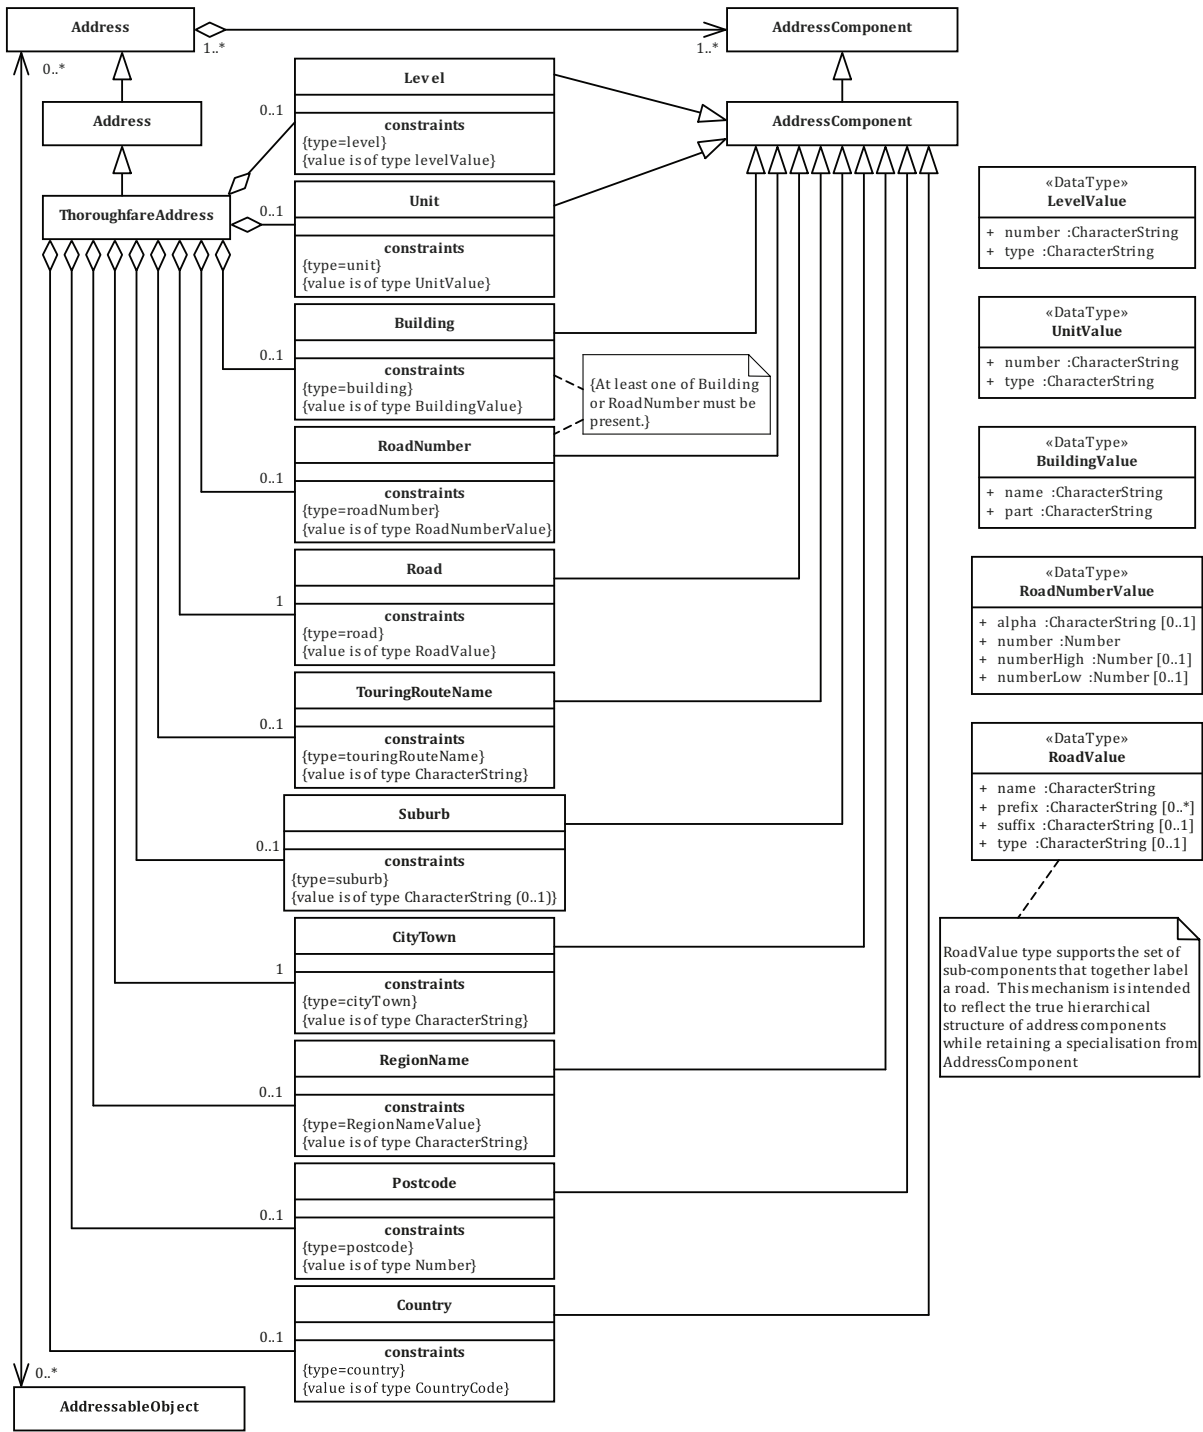 Address
AddressComponent
1..*
1..*
0..*
Address
AddressComponent
Level
0..1
constraints
{type=level}
{value is of type levelValue}
ThoroughfareAddress
Unit
0..1
constraints
{type=unit}
{value is of type UnitValue}
Building
0..1
constraints
{type=building}
{value is of type BuildingValue}
{At least one of Building
or RoadNumber must be
present.}
RoadNumber
0..1
constraints
{type=roadNumber}
{value is of type RoadNumberValue}
Road
1
constraints
{type=road}
{value is of type RoadValue}
TouringRouteName
0..1
constraints
{type=touringRouteName}
{value is of type CharacterString}
Suburb
0..1
constraints
{type=suburb}
{value is of type CharacterString (0..1)}
CityTown
1
constraints
{type=cityTown}
{value is of type CharacterString}
RegionName
0..1
constraints
{type=RegionNameValue}
{value is of type CharacterString}
Postcode
0..1
constraints
{type=postcode}
{value is of type Number}
Country
0..1
constraints
{type=country}
{value is of type CountryCode}
0..*
AddressableObject
«DataType»
LevelValue
+ number :CharacterString
+ type :CharacterString
«DataType»
UnitValue
+ number :CharacterString
+ type :CharacterString
«DataType»
BuildingValue
+ name :CharacterString
+ part :CharacterString
«DataType»
RoadNumberValue
+ alpha :CharacterString [0..1]
+ number :Number
+ numberHigh :Number [0..1]
+ numberLow :Number [0..1]
«DataType»
RoadValue
+ name :CharacterString
+ prefix :CharacterString [0..*]
+ suffix :CharacterString [0..1]
+ type :CharacterString [0..1]
RoadValue type supports the set of
sub-components that together label
a road. This mechanism is intended
to reflect the true hierarchical
structure of address components
while retaining a specialisation from
AddressComponent